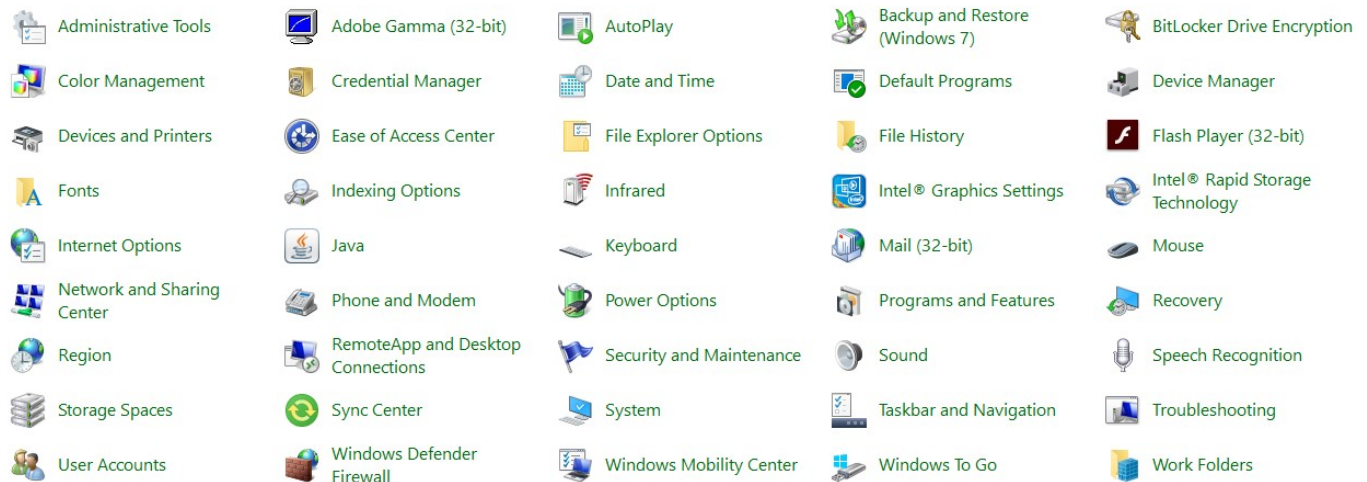 Administrative Tools
Adobe Gamma (32-bit)
AutoPlay
Backup and Restore
(Windows 7)
BitLocker Drive Encryption
Color Management
Credential Manager
Date and Time
Default Programs
Device Manager
Devices and Printers
Ease of Access Center
File Explorer Options
File History
Flash Player (32-bit)
Fonts
Indexing Options
Infrared
Intel® Graphics Settings
Intel® Rapid Storage
Technology
Internet Options
Java
Keyboard
Mail (32-bit)
Mouse
Network and Sharing
Center
Phone and Modem
Power Options
Programs and Features
Recovery
Region
RemoteApp and Desktop
Connections
Security and Maintenance
Sound
Speech Recognition
Storage Spaces
Sync Center
System
Taskbar and Navigation
Troubleshooting
User Accounts
Windows Defender
Firewall
Windows Mobility Center
Windows To Go
Work Folders